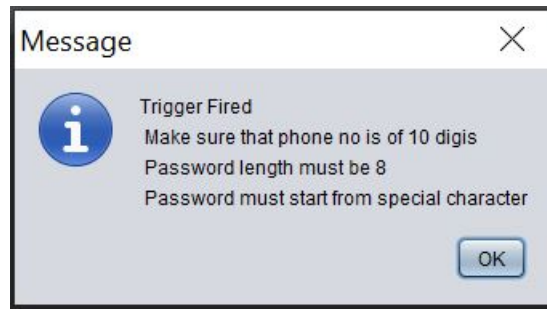 Message
Trigger Fired
Make sure that phone no is of 10 digis
Password length must be 8
Password must start from special character
OK